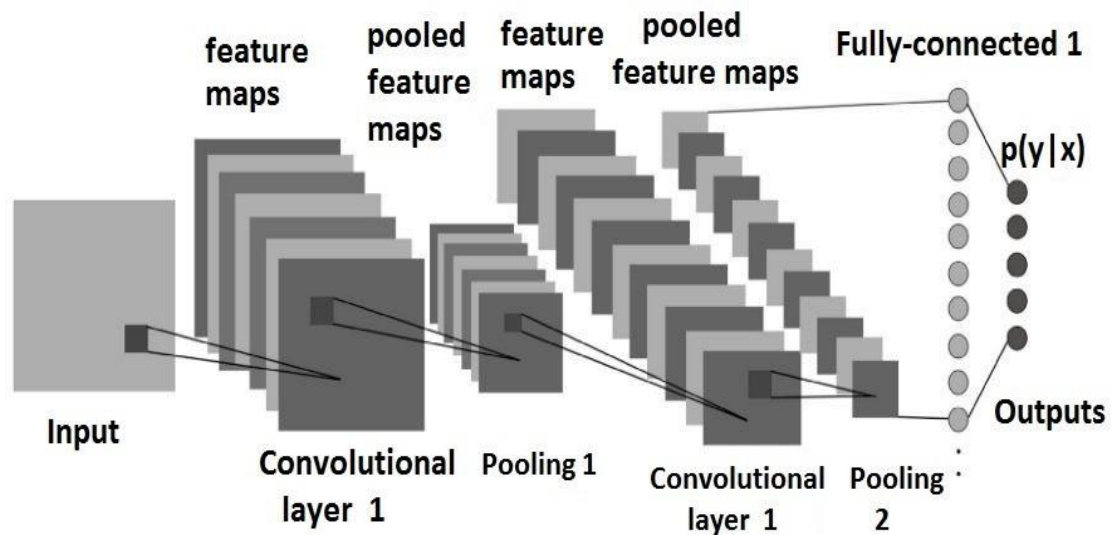 feature
maps
pooled
feature
maps
feature
maps
pooled
feature maps
Fully-connected 1
p(y|x)
Input
Convolutional
layer 1
Pooling 1
Convolutional
layer 1
Pooling
2
Outputs